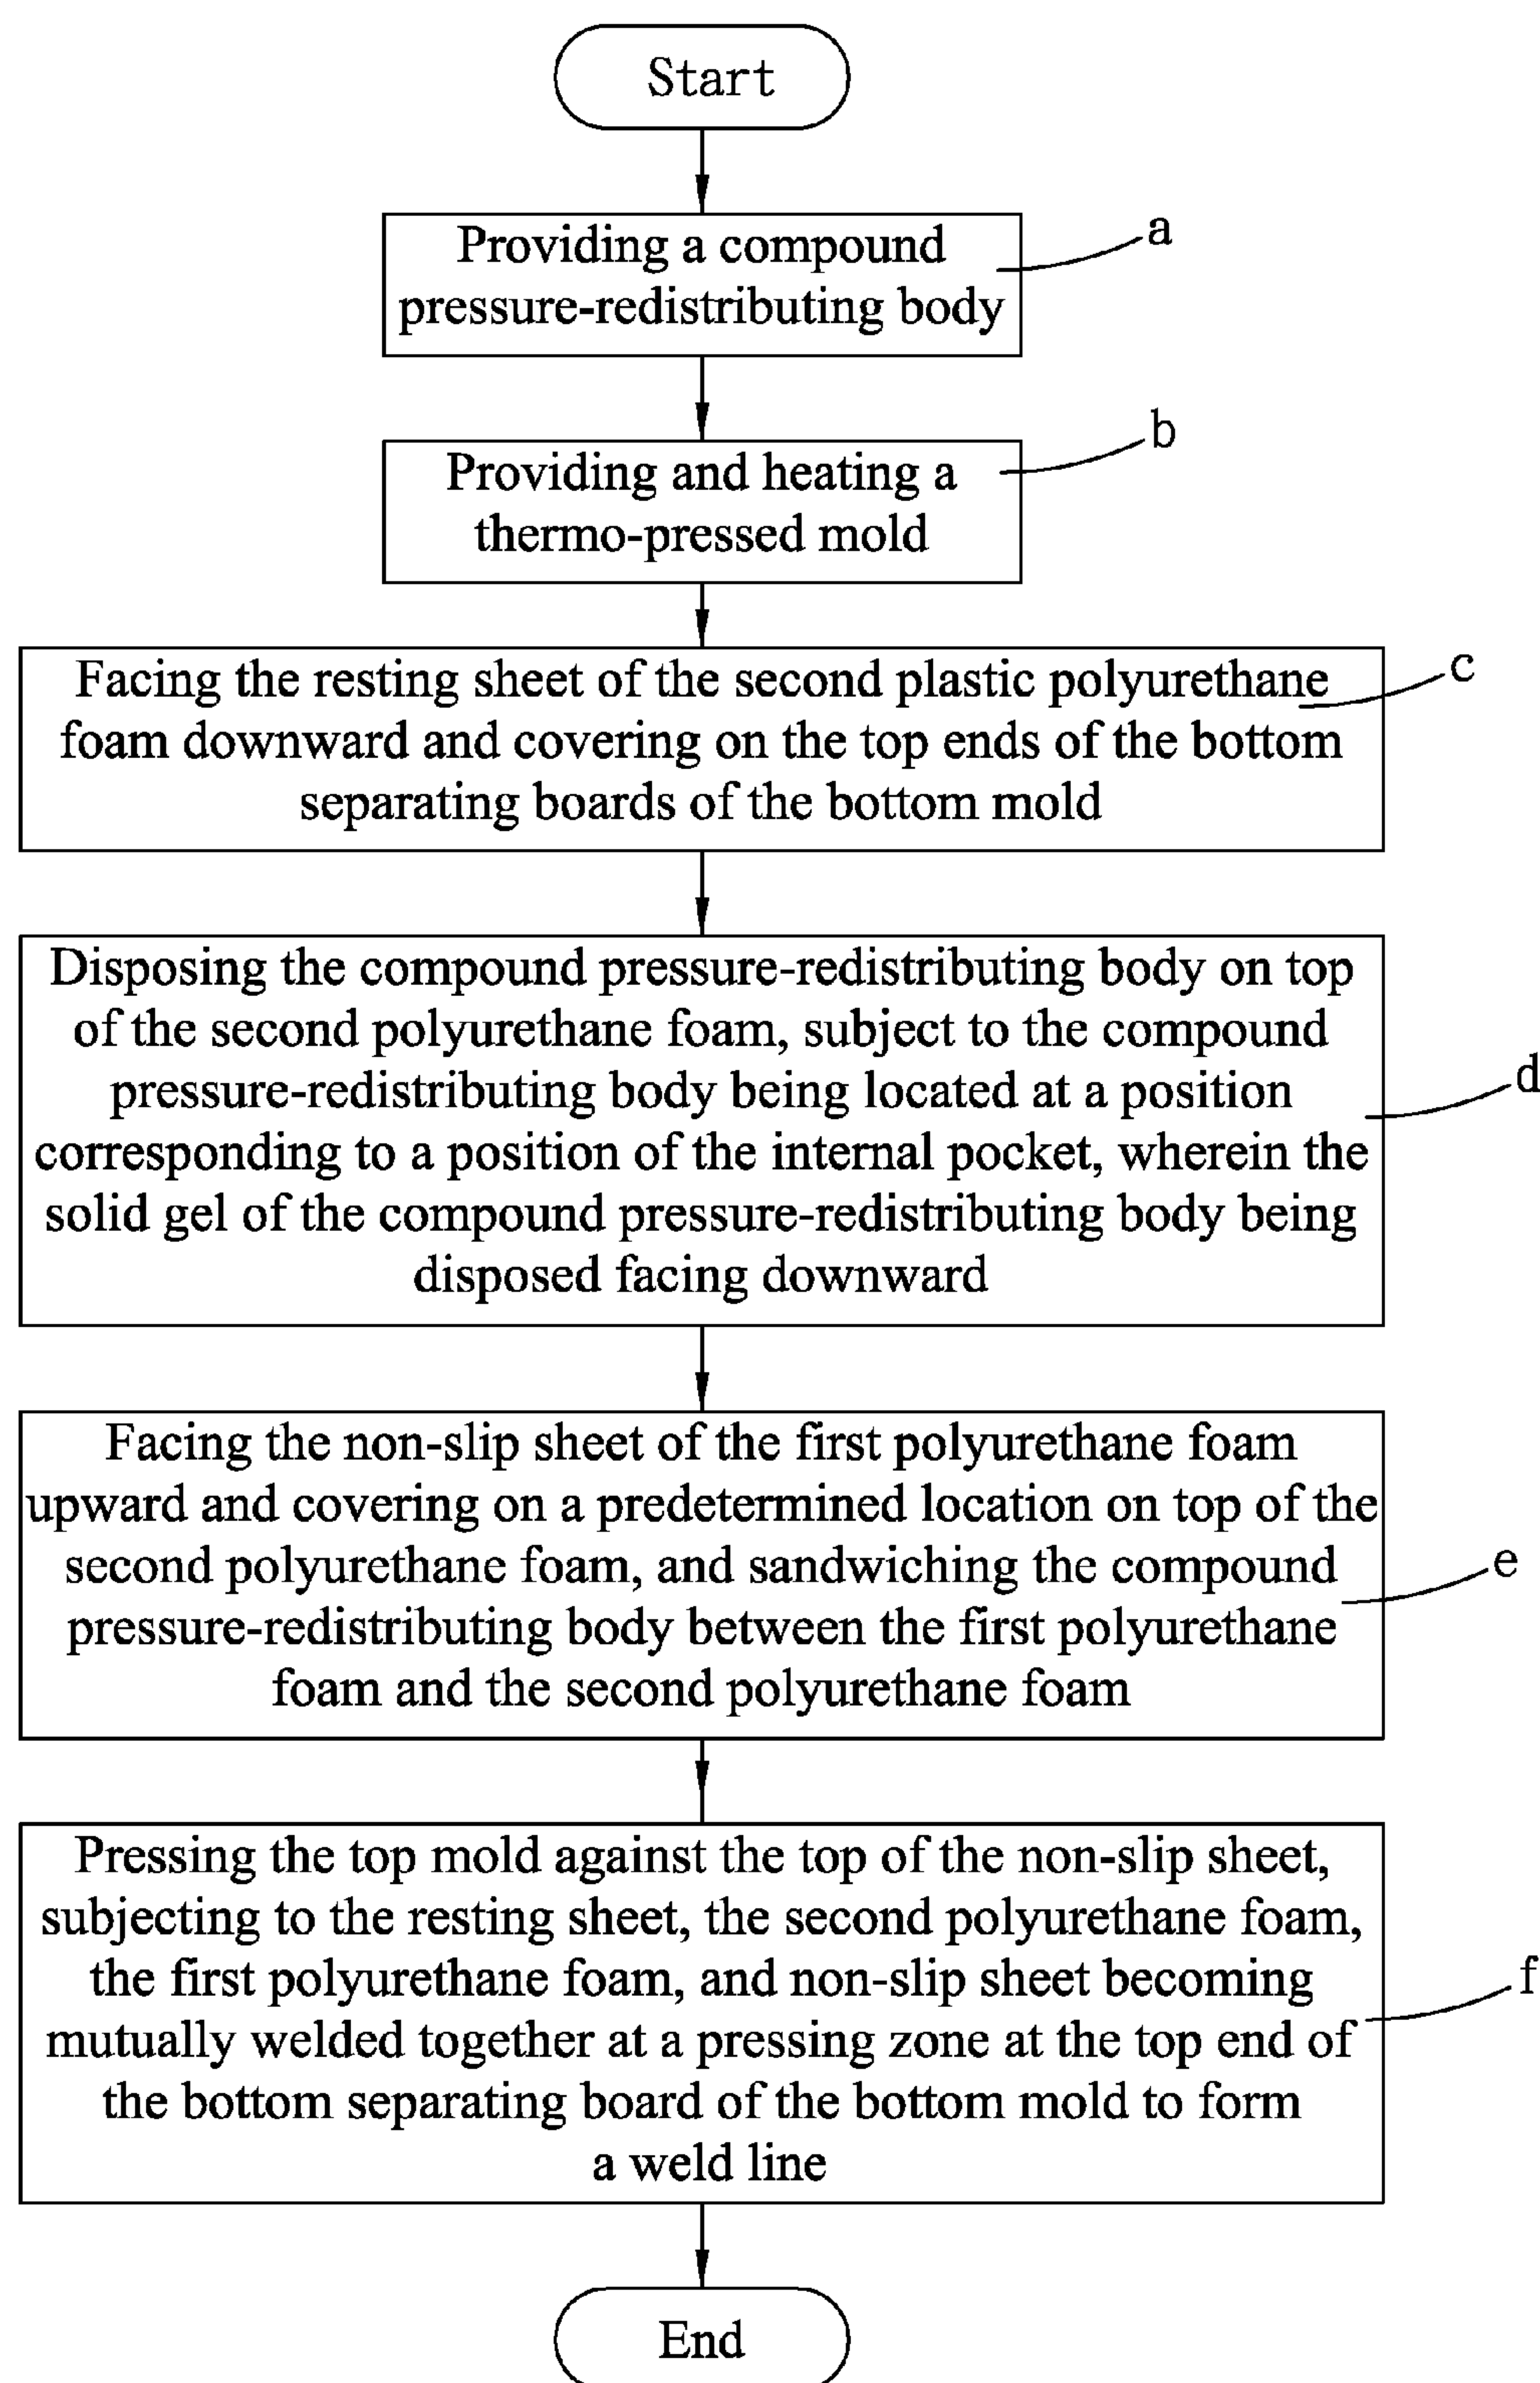 Start
Providing a compound
pressure-redistributing body
a
Providing and heating a
thermo-pressed mold
b
Facing the resting sheet of the second plastic polyurethane
foam downward and covering on the top ends of the bottom
separating boards of the bottom mold
c
Disposing the compound pressure-redistributing body on top
of the second polyurethane foam, subject to the compound
pressure-redistributing body being located at a position
corresponding to a position of the internal pocket, wherein the
solid gel of the compound pressure-redistributing body being
disposed facing downward
d
Facing the non-slip sheet of the first polyurethane foam
upward and covering on a predetermined location on top of the
second polyurethane foam, and sandwiching the compound
pressure-redistributing body between the first polyurethane
foam and the second polyurethane foam
e
Pressing the top mold against the top of the non-slip sheet,
subjecting to the resting sheet, the second polyurethane foam,
the first polyurethane foam, and non-slip sheet becoming
mutually welded together at a pressing zone at the top end of
the bottom separating board of the bottom mold to form
a weld line
f
End